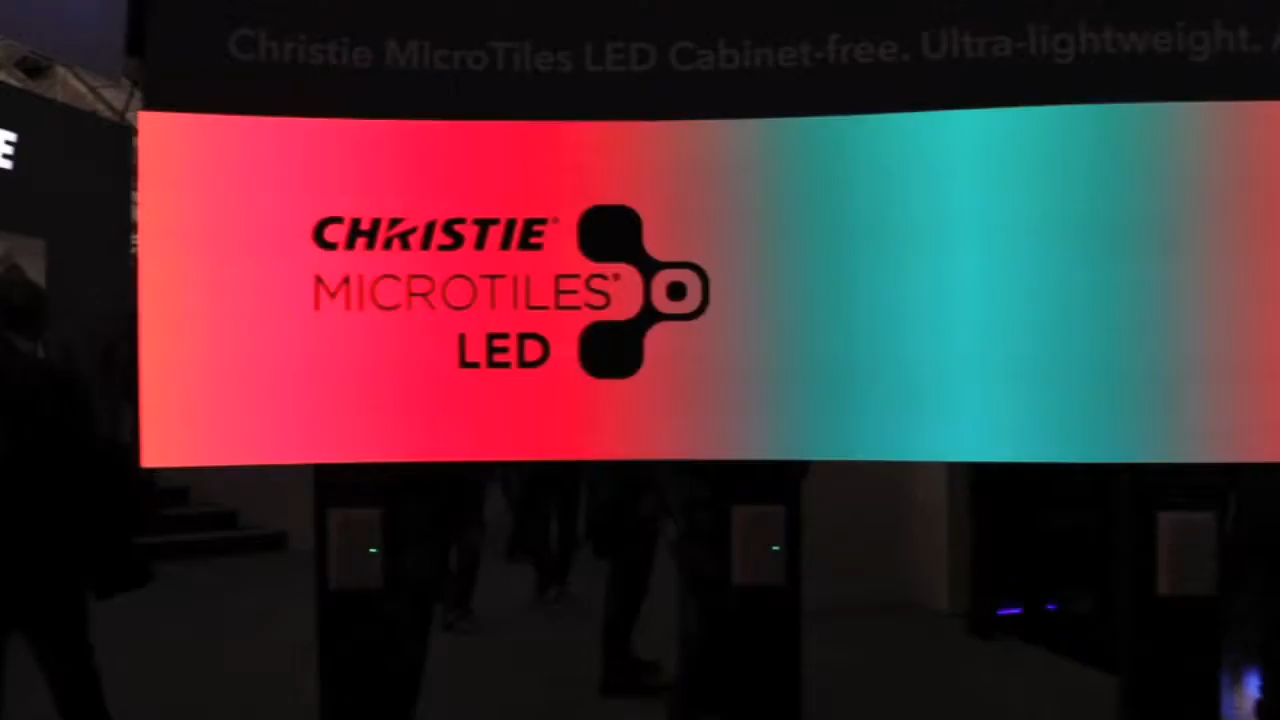 Christie MicroTiles LED Cabinet-free. Ultra-lightweight.
E
CHRISTIE®
MICROTILES®
LED